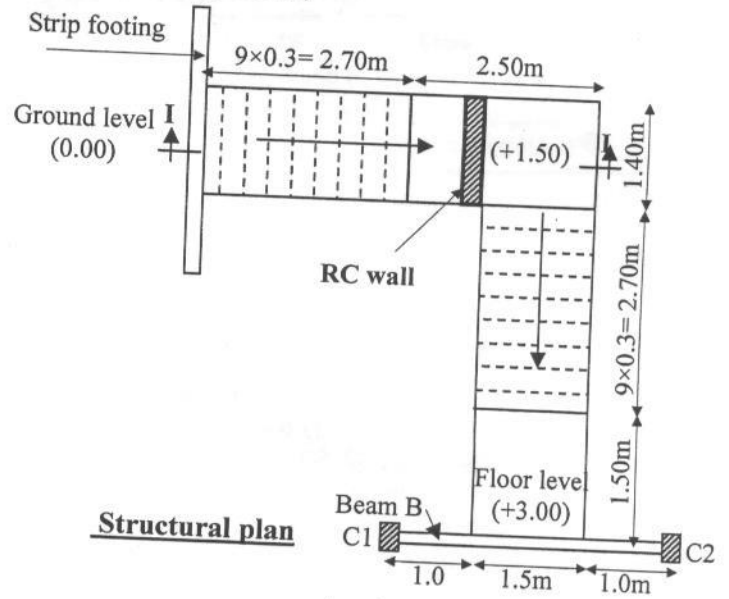 Strip footing
9×0.3= 2.70m
2.50m
Ground level I
(0.00)
(+1.50)
I
1.40m
RC wall
9×0.3= 2.70m
Floor level
(+3.00)
1.50m
Beam B
Structural plan
C1
C2
1.0
1.5m
1.0m